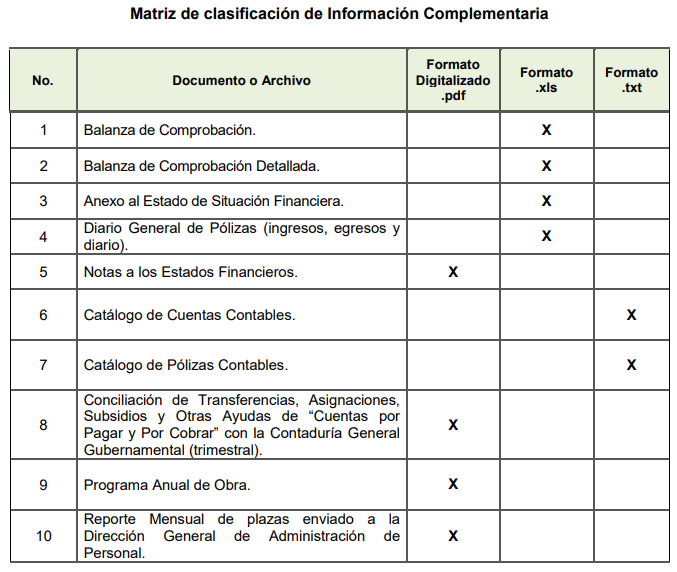 Matriz de clasificación de Información Complementaria
No.
Documento o Archivo
Formato
Digitalizado
.pdf
Formato
.xls
Formato
.txt
1
Balanza de Comprobación.
X
2
Balanza de Comprobación Detallada.
X
3
Anexo al Estado de Situación Financiera.
X
4
Diario General de Pólizas (ingresos, egresos y
diario).
X
5
Notas a los Estados Financieros.
X
6
Catálogo de Cuentas Contables.
X
7
Catálogo de Pólizas Contables.
X
8
Conciliación de Transferencias, Asignaciones,
Subsidios y Otras Ayudas de “Cuentas por
Pagar y Por Cobrar” con la Contaduría General
Gubernamental (trimestral).
X
9
Programa Anual de Obra.
X
10
Reporte Mensual de plazas enviado a la
Dirección General de Administración de
Personal.
X